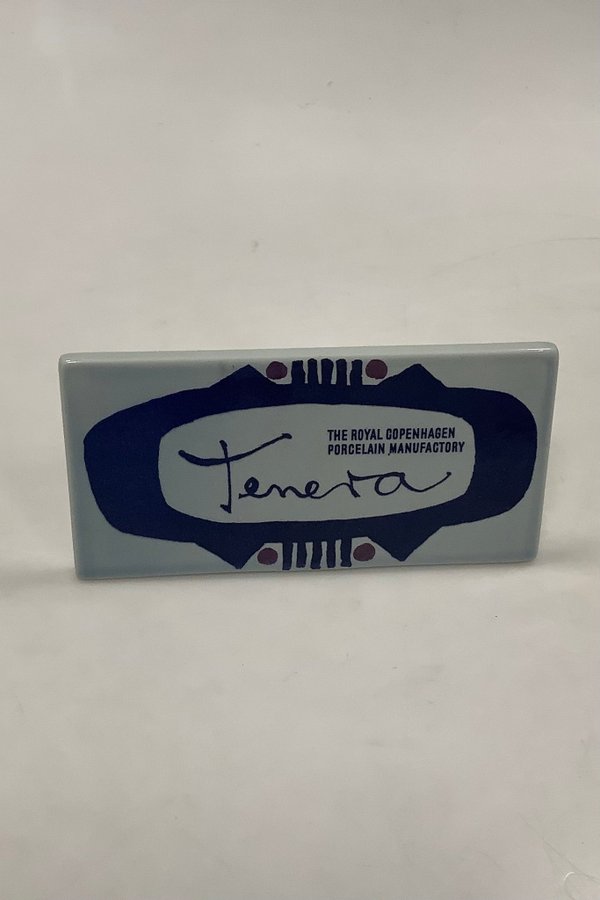 THE ROYAL COPENHAGEN
PORCELAIN MANUFACTORY
Tenera